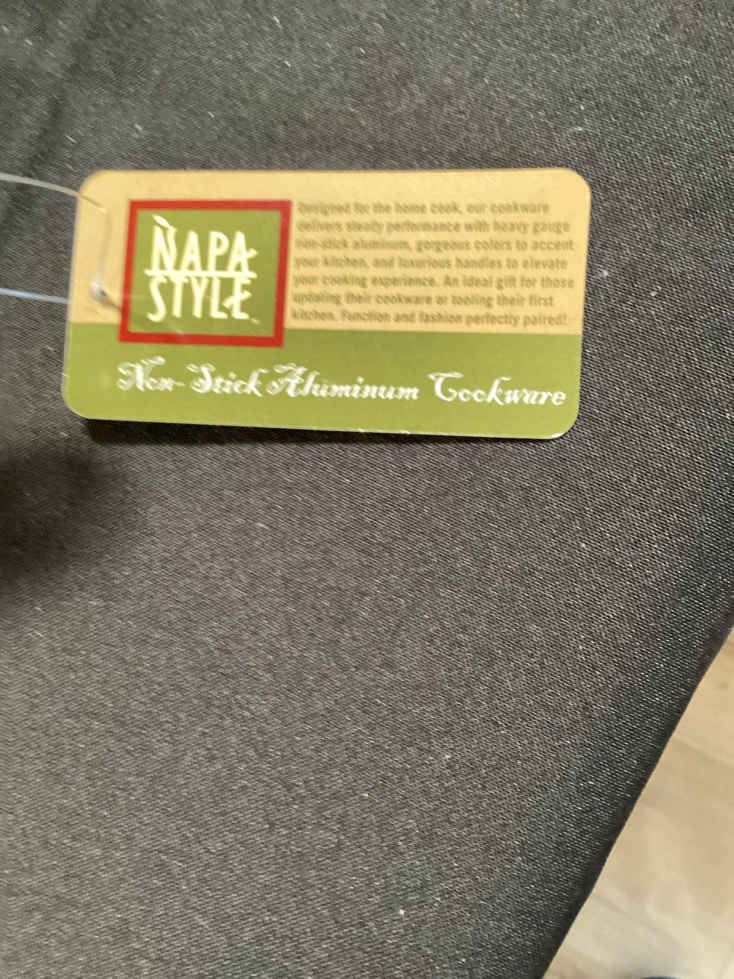 NAPA
STYLE
Designed for the home cook, our cookware
delivers steady performance with heavy gauge
non-stick aluminum, gorgeous colors to accent
your kitchen, and luxurious handles to elevate
your cooking experience. An ideal gift for those
updating their cookware or tooling their first
kitchen. Function and fashion perfectly paired!
Non-Stick Aluminum Cookware